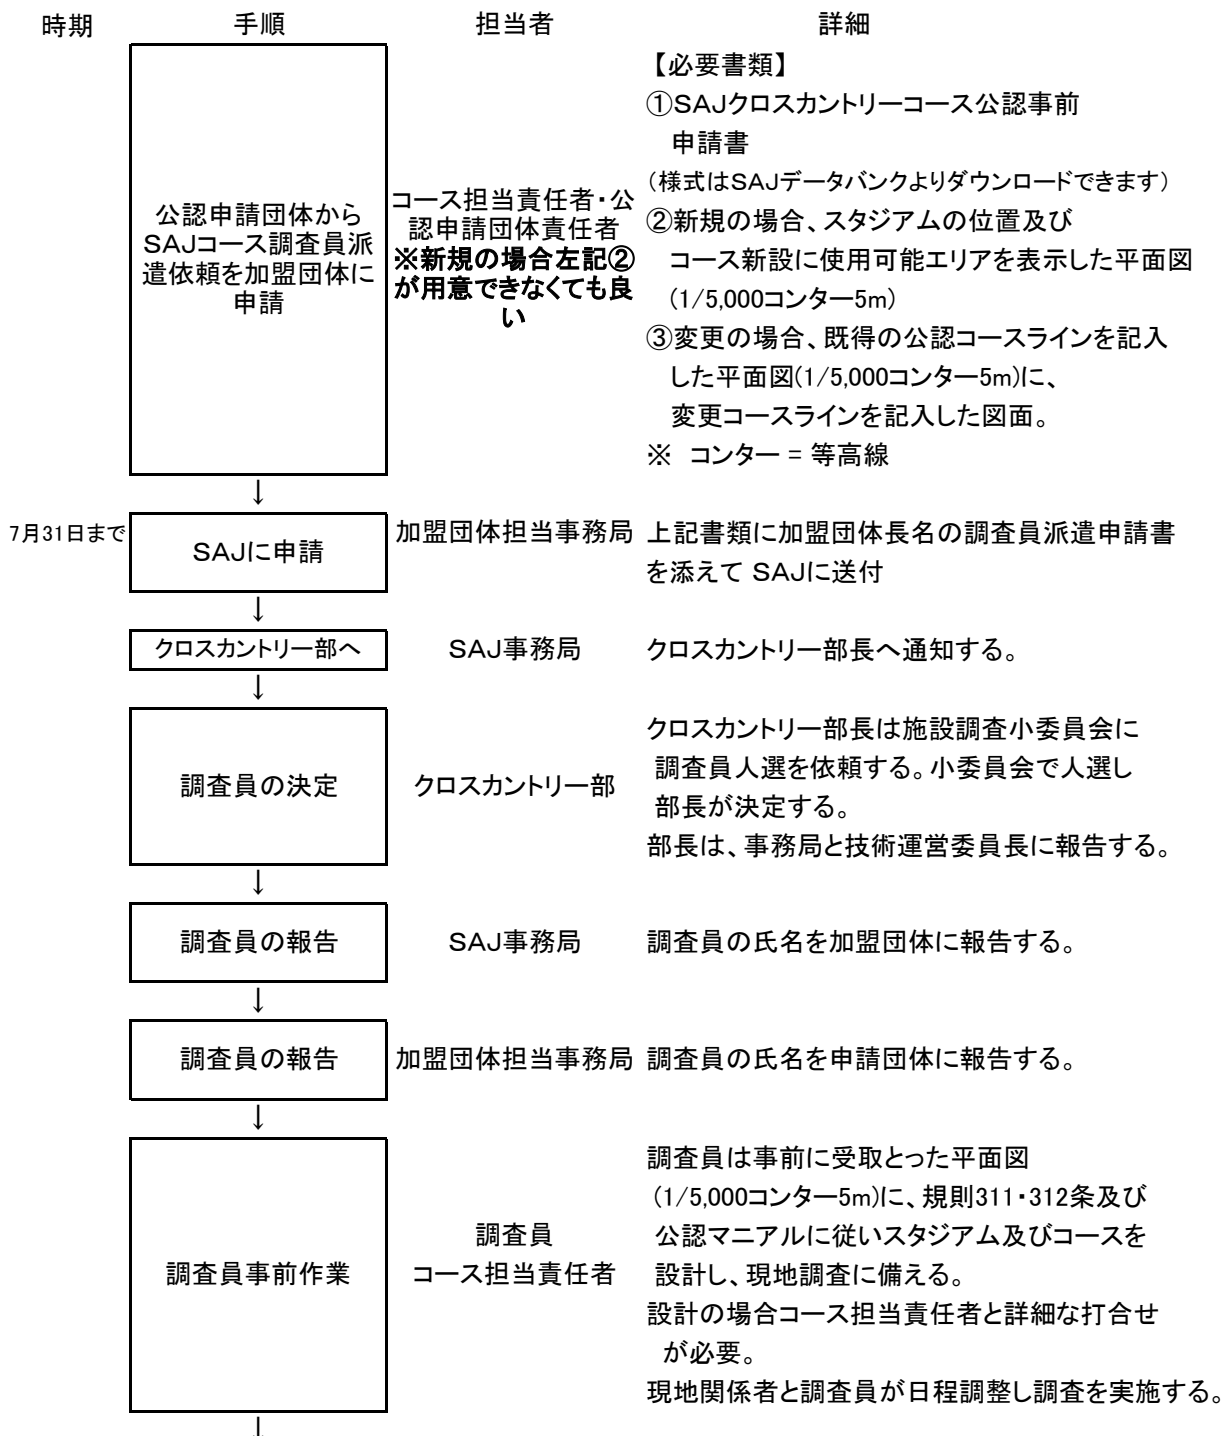 時期 手順 担当者 詳細
公認申請団体から
SAJコース調査員派
遣依頼を加盟団体に
申請
コース担当責任者・公
認申請団体責任者
※新規の場合左記②
が用意できなくても良
い
【必要書類】
①SAJクロスカントリーコース公認事前
申請書
(様式はSAJデータバンクよりダウンロードできます)
②新規の場合、スタジアムの位置及び
コース新設に使用可能エリアを表示した平面図
(1/5,000コンター5m)
③変更の場合、既得の公認コースラインを記入
した平面図(1/5,000コンター5m)に、
変更コースラインを記入した図面。
※ コンター = 等高線
↓
7月31日まで
SAJに申請
加盟団体担当事務局
上記書類に加盟団体長名の調査員派遣申請書
を添えて SAJに送付
↓
クロスカントリー部へ
SAJ事務局
クロスカントリー部長へ通知する。
↓
調査員の決定
クロスカントリー部
クロスカントリー部長は施設調査小委員会に
調査員人選を依頼する。小委員会で人選し
部長が決定する。
部長は、事務局と技術運営委員長に報告する。
↓
調査員の報告
SAJ事務局
調査員の氏名を加盟団体に報告する。
↓
調査員の報告
加盟団体担当事務局
調査員の氏名を申請団体に報告する。
↓
調査員事前作業
調査員
コース担当責任者
調査員は事前に受取とった平面図
(1/5,000コンター5m)に、規則311・312条及び
公認マニアルに従いスタジアム及びコースを
設計し、現地調査に備える。
設計の場合コース担当責任者と詳細な打合せ
が必要。
現地関係者と調査員が日程調整し調査を実施する。
↓